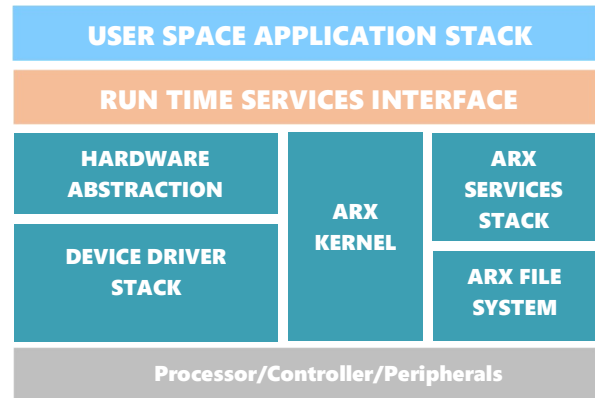 USER SPACE APPLICATION STACK
RUN TIME SERVICES INTERFACE
HARDWARE
ABSTRACTION
DEVICE DRIVER
STACK
ARX
KERNEL
ARX
SERVICES
STACK
ARX FILE
SYSTEM
Processor/Controller/Peripherals